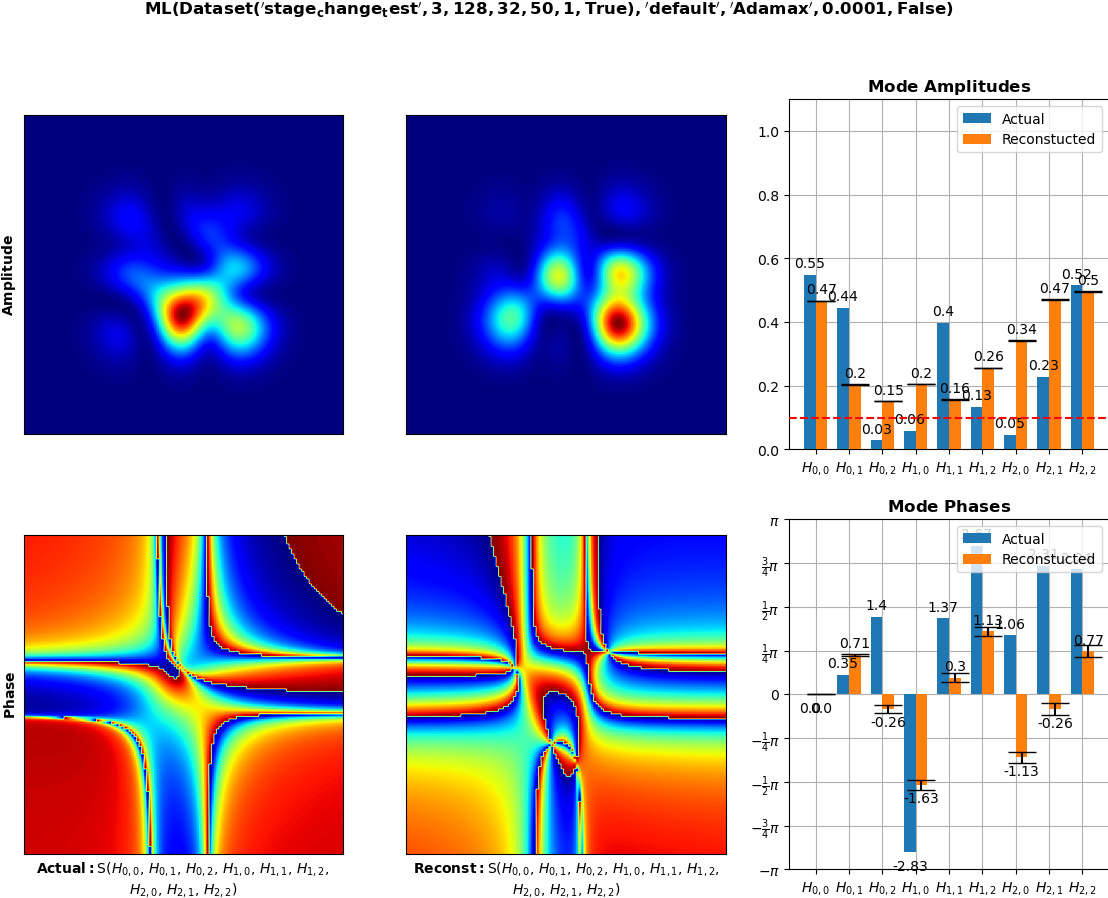 ML(Dataset('stage_change_test', 3, 128, 32, 50, 1, True), 'default', 'Adamax', 0.0001, False)
Amplitude
Mode Amplitudes
Actual
Reconstucted
1.0
0.8
0.6
0.4
0.2
0.0
0.55
0.47
0.44
0.2
0.03
0.15
0.06
0.2
0.4
0.16
0.13
0.26
0.05
0.34
0.23
0.47
0.52
0.5
H0,0 H0,1 H0,2 H1,0 H1,1 H1,2 H2,0 H2,1 H2,2
Phase
Mode Phases
Actual
Reconstucted
π
3/4π
1/2π
1/4π
0
−1/4π
−1/2π
−3/4π
−π
0.0
0.0
0.35
0.71
1.4
-0.26
-2.83
-1.63
1.37
0.3
2.67
1.13
1.06
-1.13
2.31
-0.26
0.77
H0,0 H0,1 H0,2 H1,0 H1,1 H1,2 H2,0 H2,1 H2,2
Actual: S(H0,0, H0,1, H0,2, H1,0, H1,1, H1,2,
H2,0, H2,1, H2,2)
Reconst: S(H0,0, H0,1, H0,2, H1,0, H1,1, H1,2,
H2,0, H2,1, H2,2)